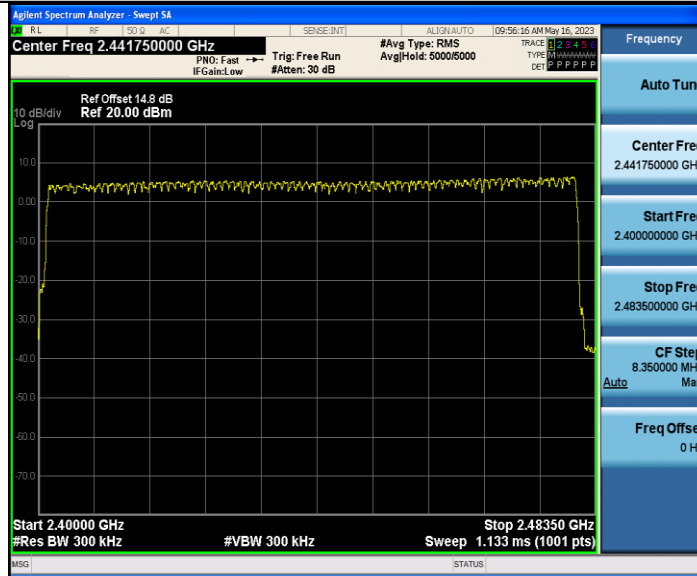 Agilent Spectrum Analyzer - Swept SA
RL RF 50 Ω AC SENSE:INT ALIGN AUTO 09:56:16 AM May 16, 2023
Center Freq 2.441750000 GHz #Avg Type: RMS TRACE 1 2 3 4 5 6
PNO: Fast Trig: Free Run Avg|Hold: 5000/5000 TYPE M
IFGain:Low #Atten: 30 dB DET P P P P P P
Ref Offset 14.8 dB
10 dB/div Ref 20.00 dBm
Log
10.0
0.00
-10.0
-20.0
-30.0
-40.0
-50.0
-60.0
-70.0
Start 2.40000 GHz Stop 2.48350 GHz
#Res BW 300 kHz #VBW 300 kHz Sweep 1.133 ms (1001 pts)
MSG STATUS
Frequency
Auto Tun
Center Fre
2.441750000 GH
Start Fre
2.400000000 GH
Stop Fre
2.483500000 GH
CF Step
8.350000 MH
Auto Ma
Freq Offse
0 H